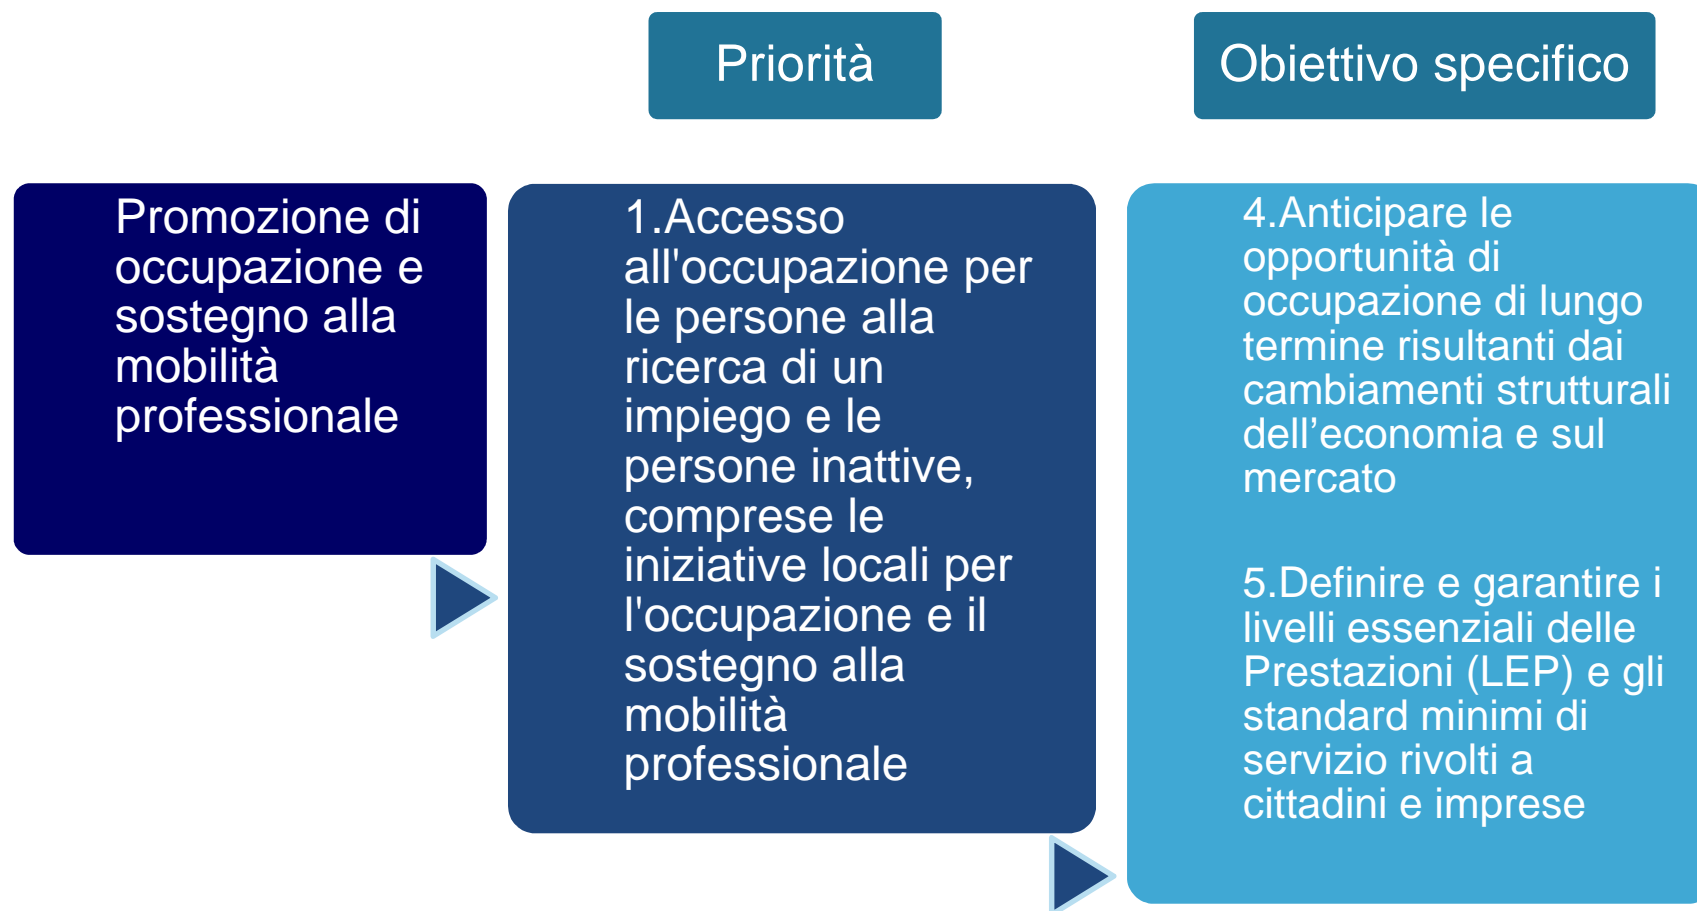 Priorità
Obiettivo specifico
Promozione di
occupazione e
sostegno alla
mobilità
professionale
1.Accesso
all'occupazione per
le persone alla
ricerca di un
impiego e le
persone inattive,
comprese le
iniziative locali per
l'occupazione e il
sostegno alla
mobilità
professionale
4.Anticipare le
opportunità di
occupazione di lungo
termine risultanti dai
cambiamenti strutturali
dell’economia e sul
mercato
5.Definire e garantire i
livelli essenziali delle
Prestazioni (LEP) e gli
standard minimi di
servizio rivolti a
cittadini e imprese